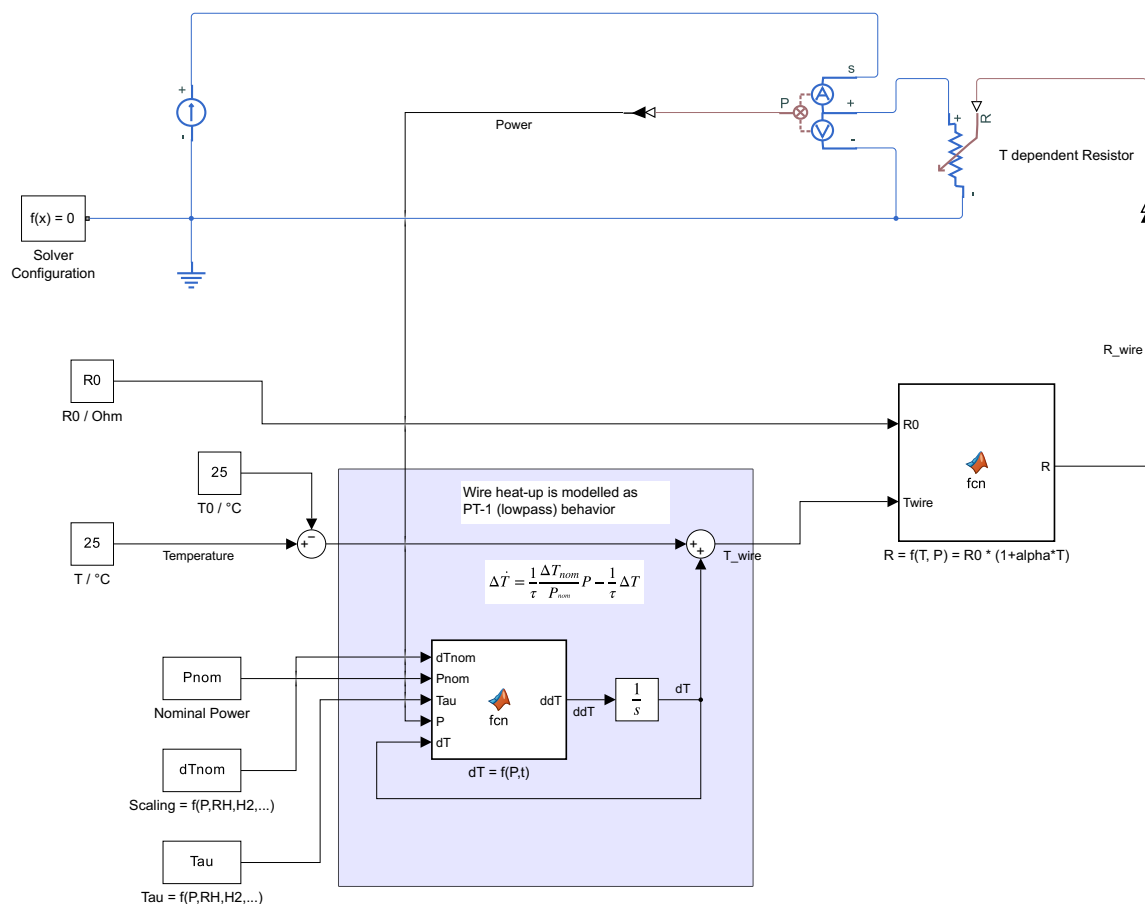 s
+
A
P
+
+
V
-
-
-
R
+
Power
T dependent Resistor
f(x) = 0
Solver
Configuration
R_wire
R0
R0 / Ohm
R0
fcn
R
Twire
R = f(T, P) = R0 * (1+alpha*T)
25
T0 / °C
25
T / °C
Temperature
+
−
Wire heat-up is modelled as
PT-1 (lowpass) behavior
+
+
T_wire
ΔṪ = 1/τ ΔT_nom/P_nom P − 1/τ ΔT
Pnom
Nominal Power
dTnom
Scaling = f(P,RH,H2,...)
Tau
Tau = f(P,RH,H2,...)
dTnom
Pnom
Tau
P
dT
fcn
ddT
ddT
1
s
dT
dT = f(P,t)